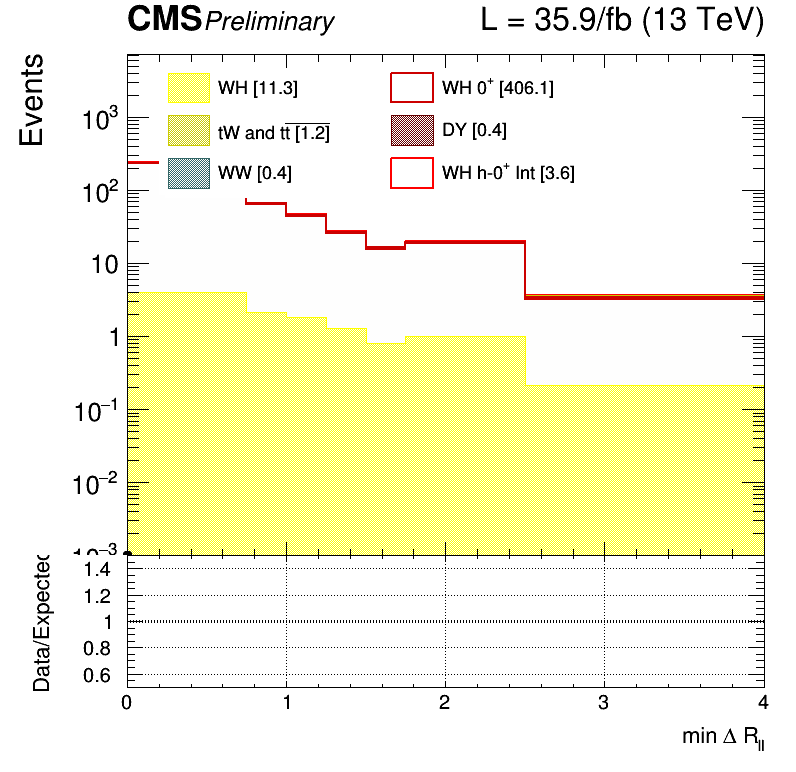 CMS Preliminary L = 35.9/fb (13 TeV)
Events
WH [11.3] WH 0⁺ [406.1]
tW and tt̅ [1.2] DY [0.4]
WW [0.4] WH h-0⁺ Int [3.6]
10³
10²
10
1
10⁻¹
10⁻²
10⁻³
Data/Expected
1.4
1.2
1
0.8
0.6
0 1 2 3 4
min Δ R_ll